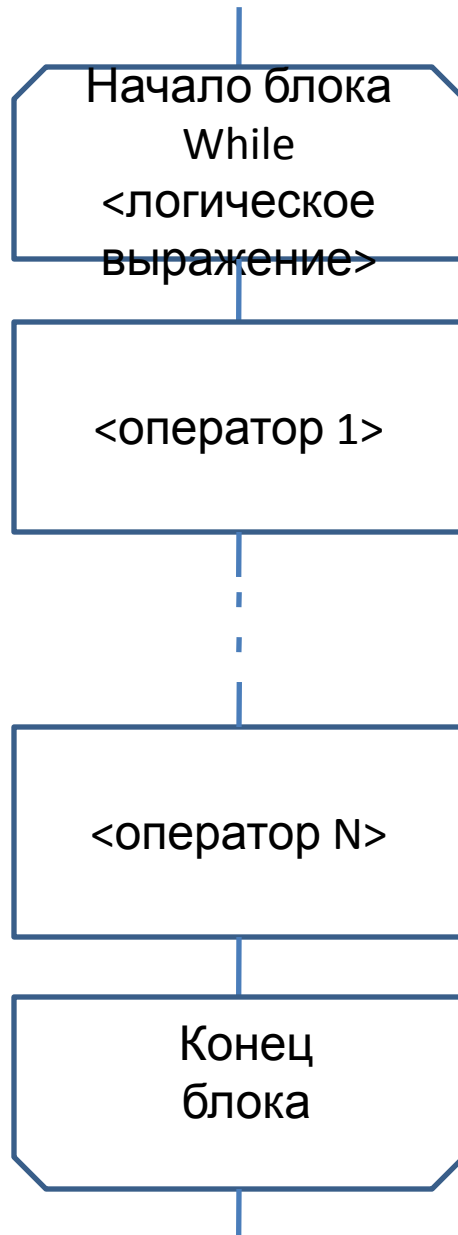 Начало блока
While
<логическое
выражение>
<оператор 1>
<оператор N>
Конец
блока